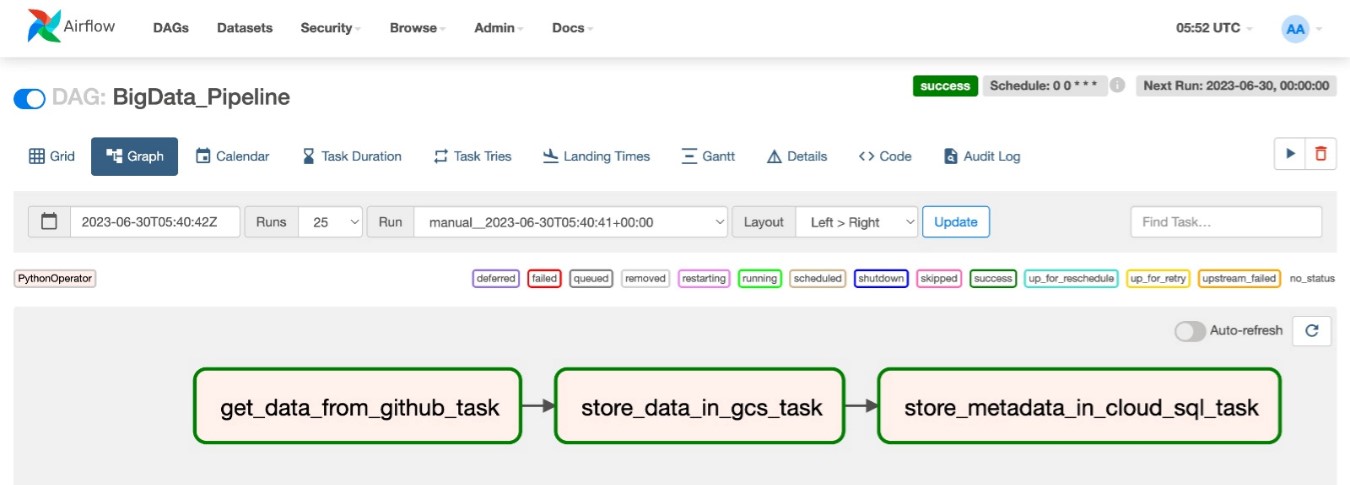 Airflow DAGs Datasets Security Browse Admin Docs 05:52 UTC AA
success Schedule: 0 0 * * * Next Run: 2023-06-30, 00:00:00
DAG: BigData_Pipeline
Grid Graph Calendar Task Duration Task Tries Landing Times Gantt Details <> Code Audit Log
2023-06-30T05:40:42Z Runs 25 Run manual__2023-06-30T05:40:41+00:00 Layout Left > Right Update Find Task...
PythonOperator deferred failed queued removed restarting running scheduled shutdown skipped success up_for_reschedule up_for_retry upstream_failed no_status
Auto-refresh
get_data_from_github_task store_data_in_gcs_task store_metadata_in_cloud_sql_task